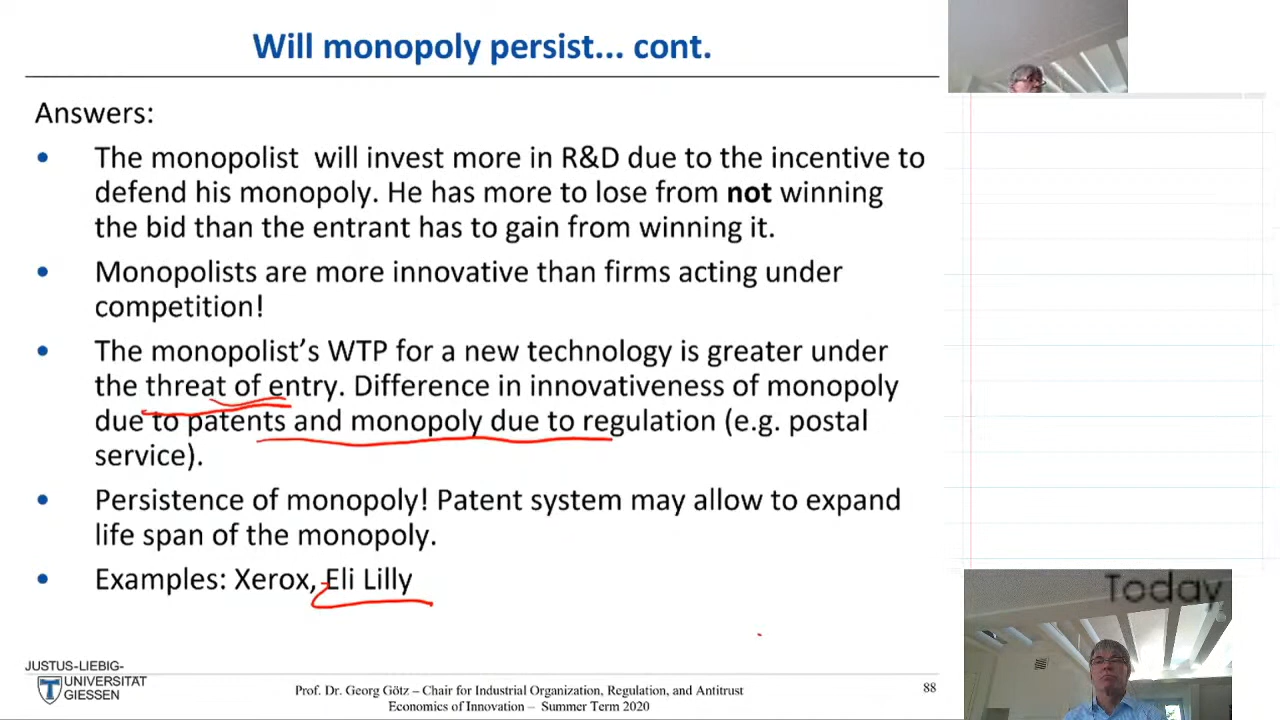 Will monopoly persist... cont.
Answers:
• The monopolist will invest more in R&D due to the incentive to
defend his monopoly. He has more to lose from not winning
the bid than the entrant has to gain from winning it.
• Monopolists are more innovative than firms acting under
competition!
• The monopolist's WTP for a new technology is greater under
the threat of entry. Difference in innovativeness of monopoly
due to patents and monopoly due to regulation (e.g. postal
service).
• Persistence of monopoly! Patent system may allow to expand
life span of the monopoly.
• Examples: Xerox, Eli Lilly
Today
JUSTUS-LIEBIG-
UNIVERSITAT
GIESSEN
Prof. Dr. Georg Götz – Chair for Industrial Organization, Regulation, and Antitrust
Economics of Innovation – Summer Term 2020
88